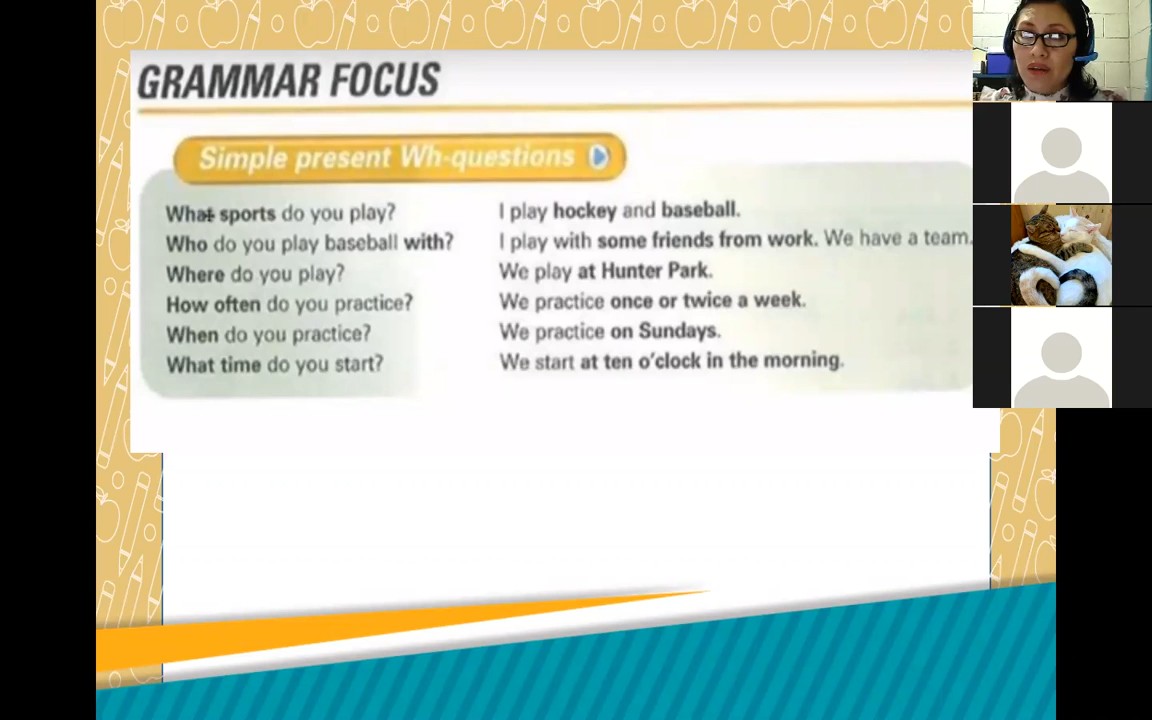 GRAMMAR FOCUS
Simple present Wh-questions
What sports do you play? I play hockey and baseball.
Who do you play baseball with? I play with some friends from work. We have a team.
Where do you play? We play at Hunter Park.
How often do you practice? We practice once or twice a week.
When do you practice? We practice on Sundays.
What time do you start? We start at ten o'clock in the morning.